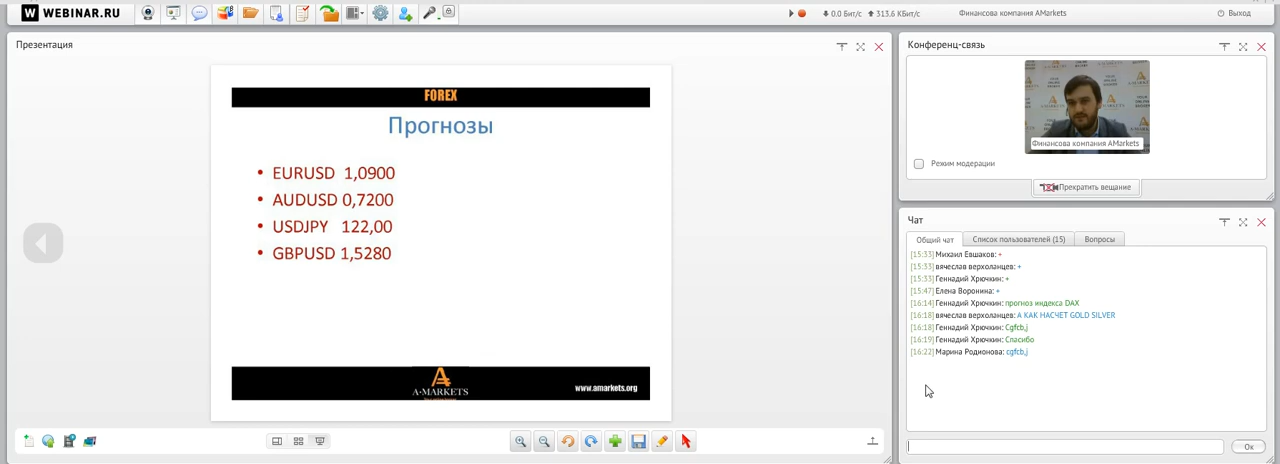 W WEBINAR.RU
0.0 Бит/с 313,6 КБит/с
Финансова компания AMarkets
Выход
Презентация
FOREX
Прогнозы
• EURUSD 1,0900
• AUDUSD 0,7200
• USDJPY 122,00
• GBPUSD 1,5280
A-MARKETS
www.amarkets.org
Конференц-связь
Финансова компания AMarkets
Режим модерации
Прекратить вещание
Чат
Общий чат Список пользователей (15) Вопросы
[15:33] Михаил Евшаков: +
[15:33] вячеслав верхоланцев: +
[15:33] Геннадий Хрючкин: +
[15:47] Елена Воронина: +
[16:14] Геннадий Хрючкин: прогноз индекса DAX
[16:18] вячеслав верхоланцев: А КАК НАСЧЕТ GOLD SILVER
[16:18] Геннадий Хрючкин: Cgfcb,j
[16:19] Геннадий Хрючкин: Спасибо
[16:22] Марина Родионова: cgfcb,j
Ок